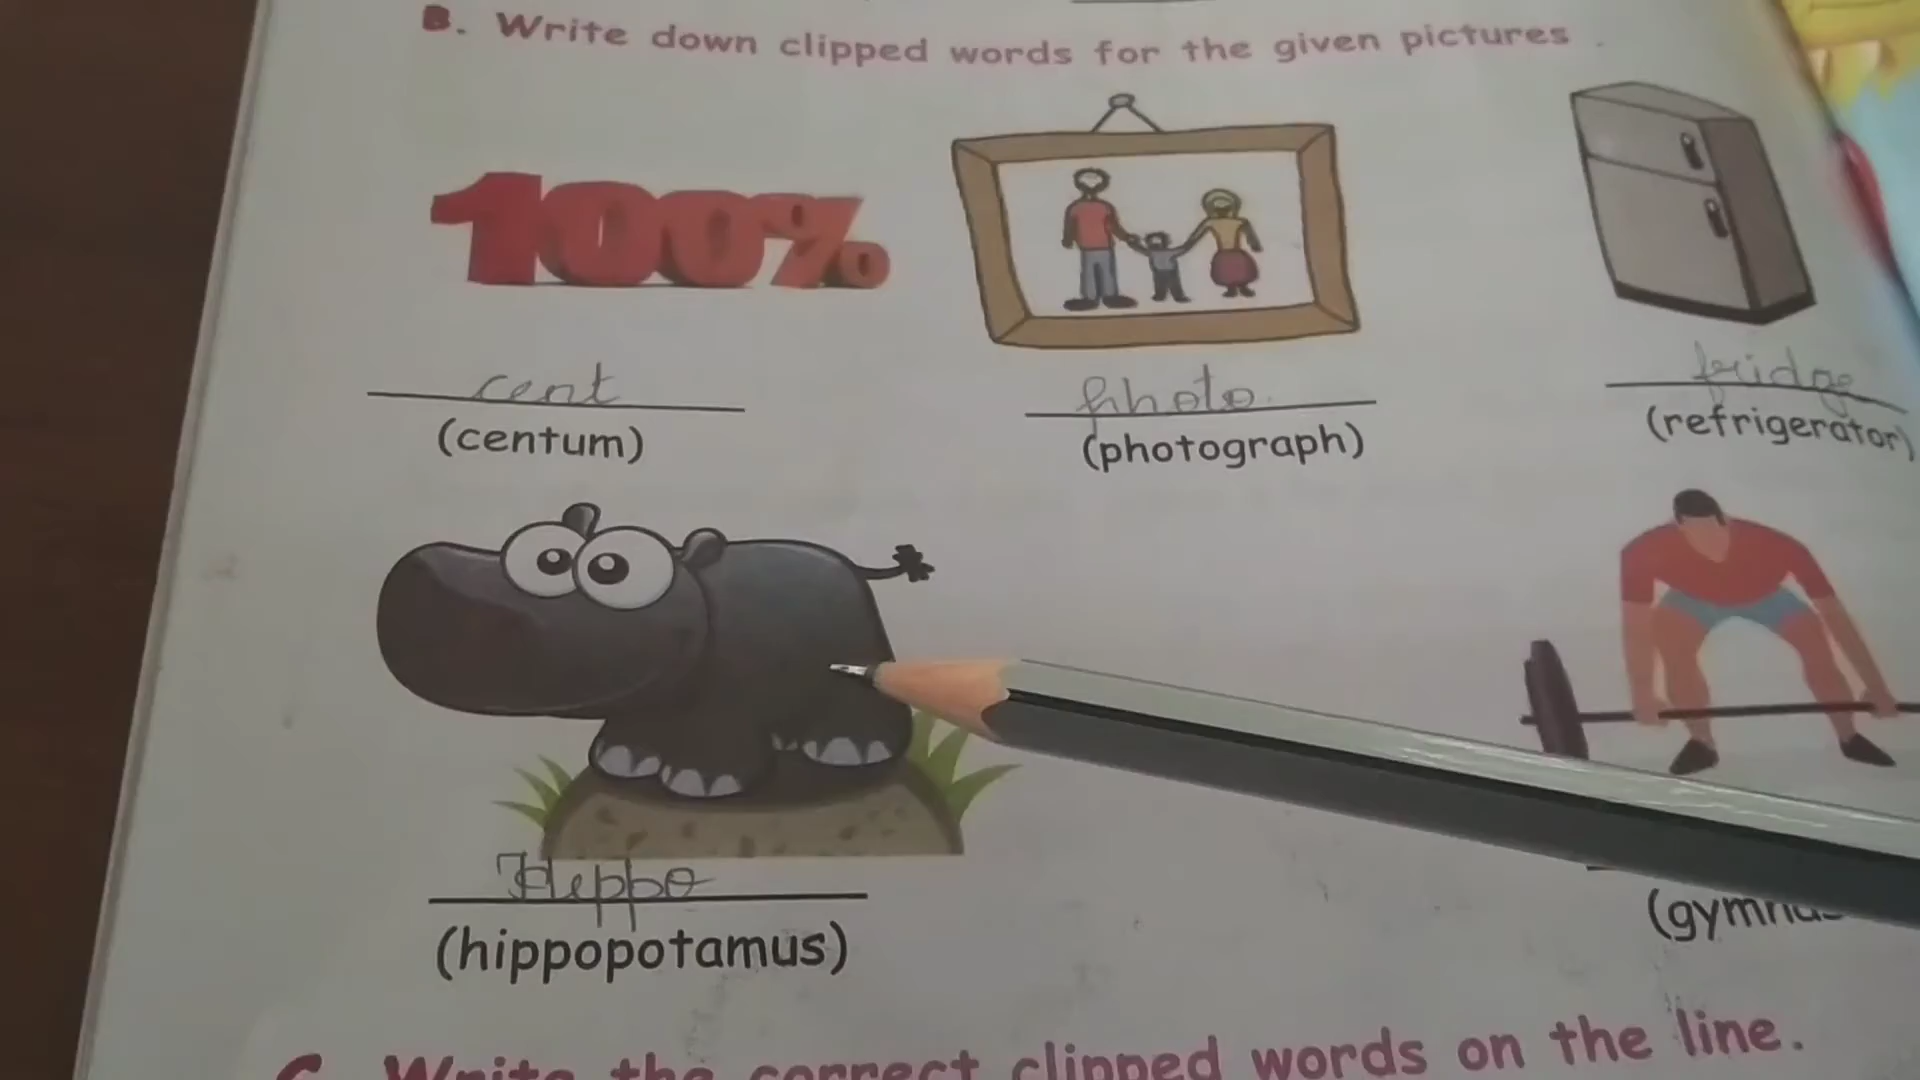 B. Write down clipped words for the given pictures
100%
cent
photo
fridge
(centum)
(photograph)
(refrigerator)
Hippo
(hippopotamus)
C. Write the correct clipped words on the line.